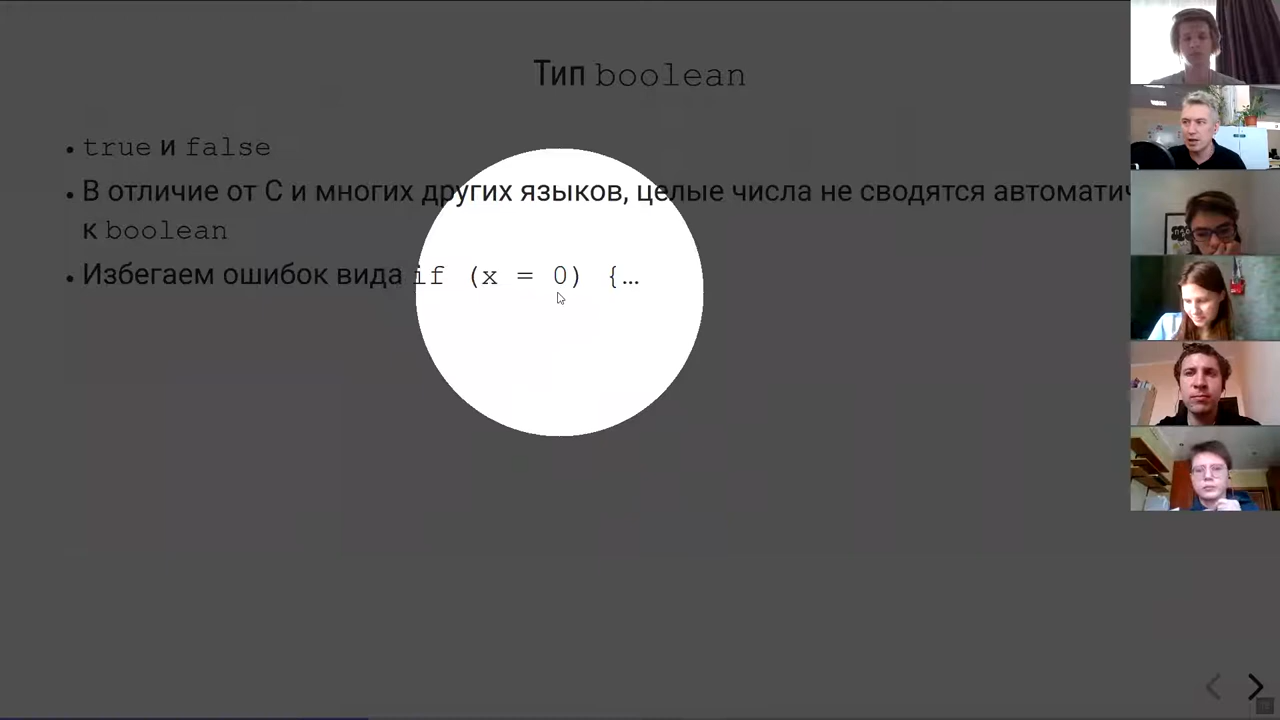 Тип boolean
• true и false
• В отличие от C и многих других языков, целые числа не сводятся
к boolean
• Избегаем ошибок вида if (x = 0) {…